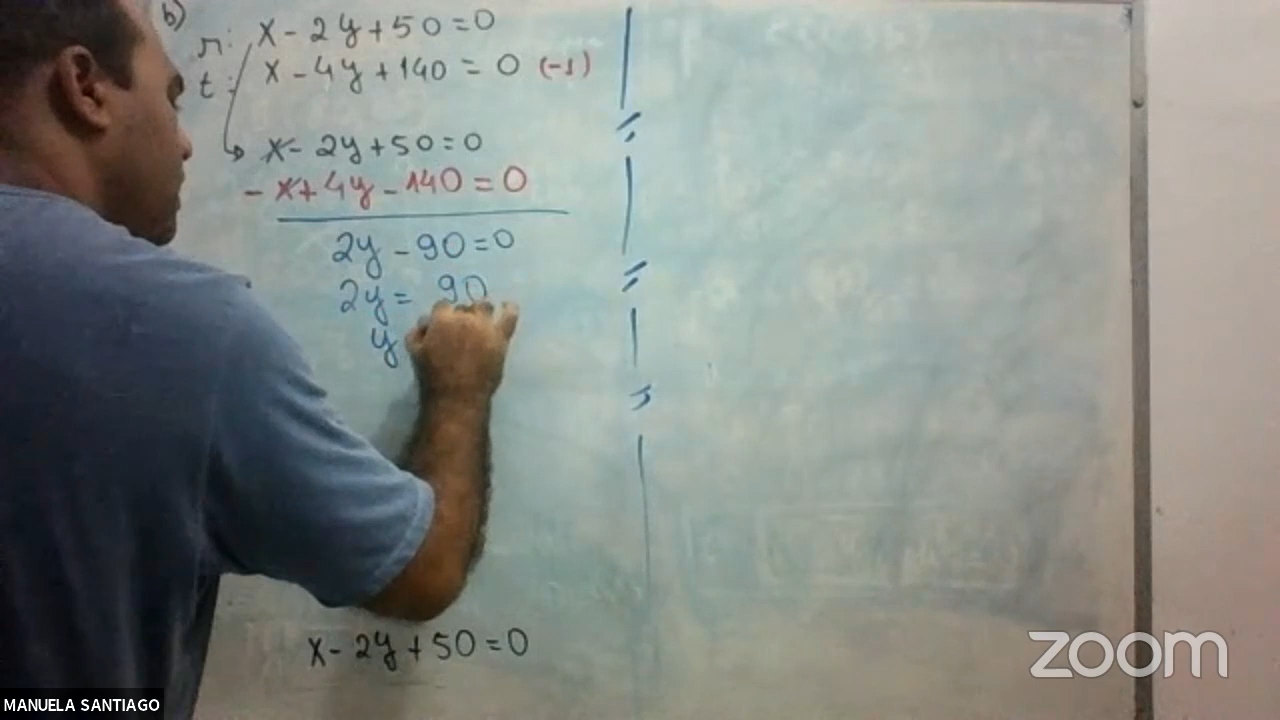 b)
r: x - 2y + 50 = 0
t: x - 4y + 140 = 0 (-1)
x - 2y + 50 = 0
- x + 4y - 140 = 0
2y - 90 = 0
2y = 90
y
x - 2y + 50 = 0
zoom
MANUELA SANTIAGO